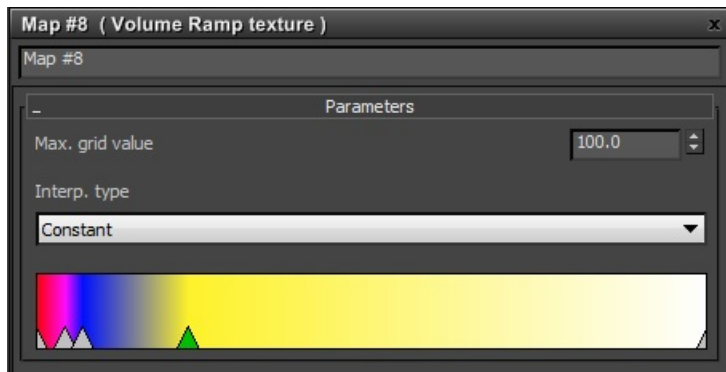 Map #8 ( Volume Ramp texture ) x
Map #8
- Parameters
Max. grid value 100.0
Interp. type
Constant